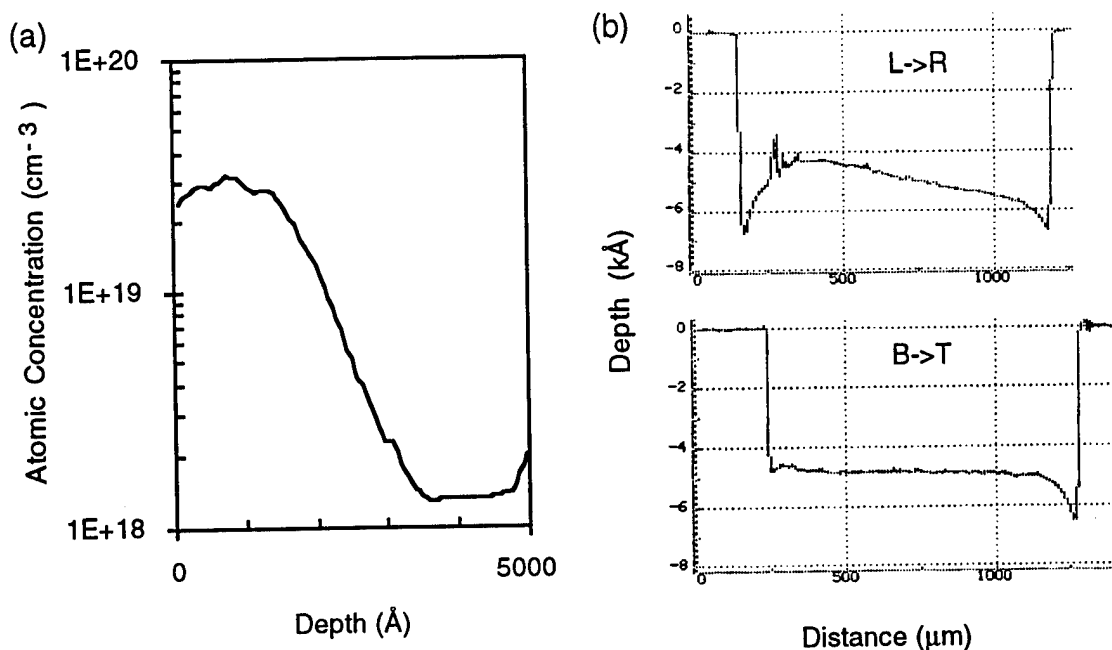 (a)
1E+20
1E+19
1E+18
Atomic Concentration (cm-3)
0
5000
Depth (Å)
(b)
L->R
0
-2
-4
-6
-8
0
500
1000
B->T
0
-2
-4
-6
-8
0
500
1000
Depth (kÅ)
Distance (μm)